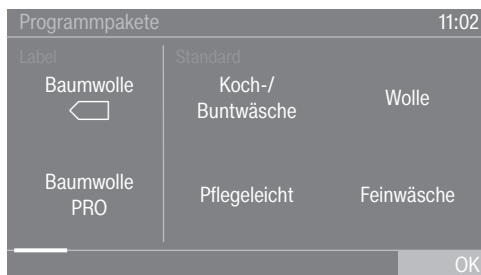 Programmpakete 11:02
Label Standard
Baumwolle
Koch-/
Buntwäsche
Wolle
Baumwolle
PRO
Pflegeleicht
Feinwäsche
OK